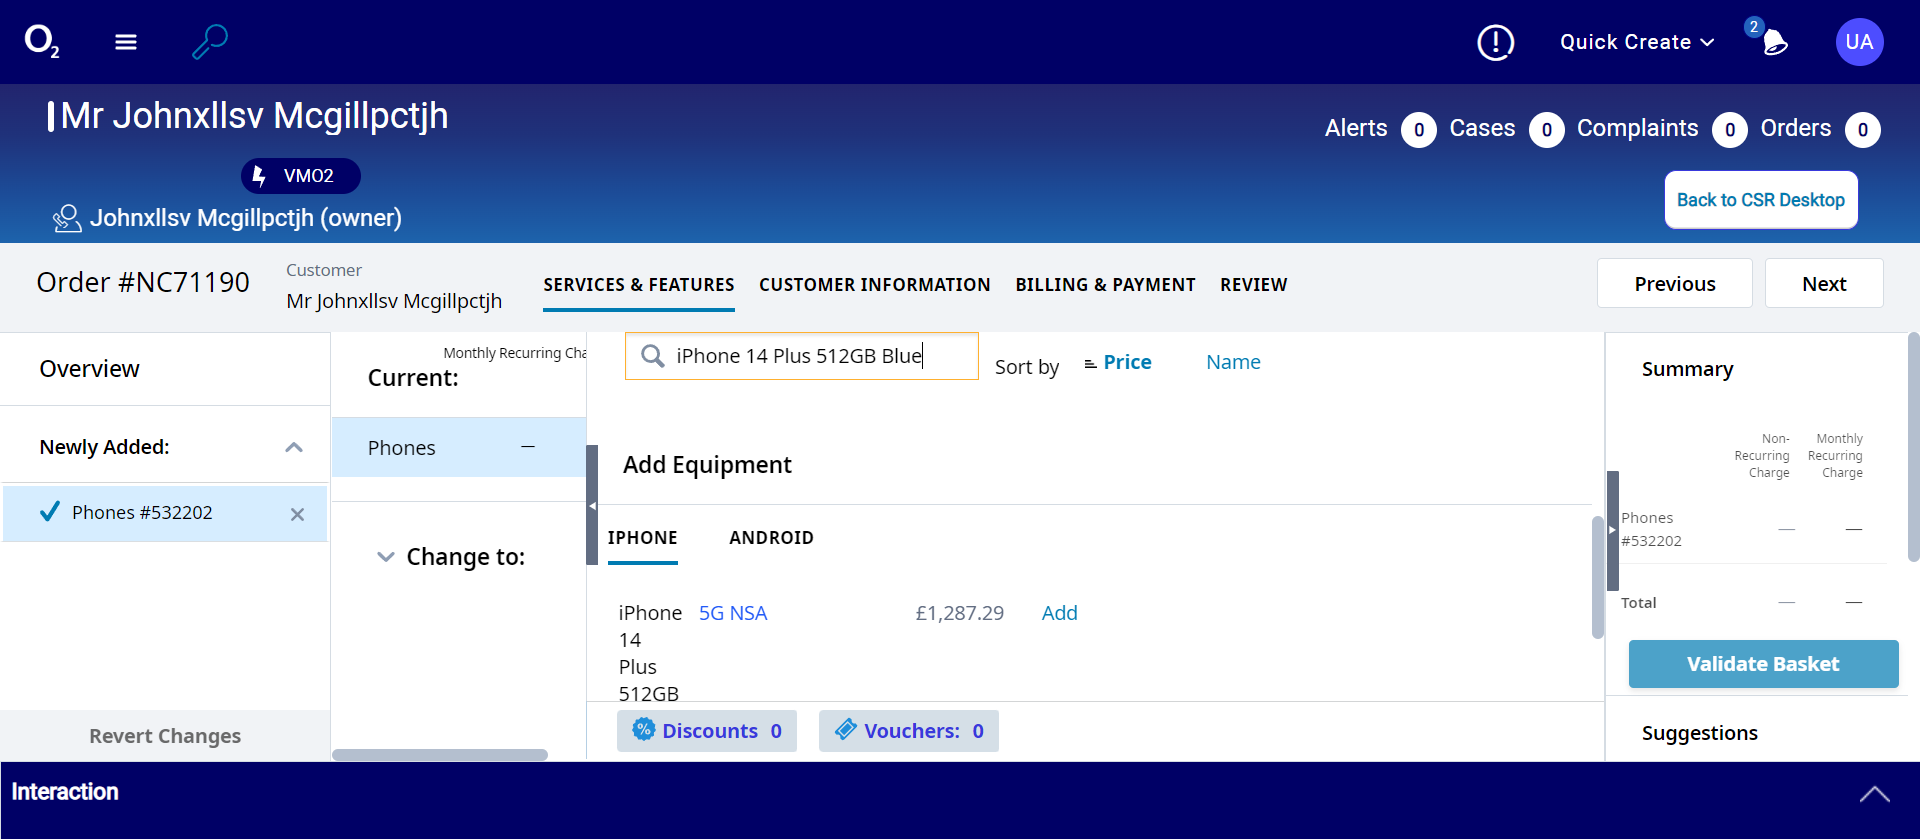 O2
Quick Create
2
UA
Mr Johnxllsv Mcgillpctjh
Alerts 0 Cases 0 Complaints 0 Orders 0
VMO2
Johnxllsv Mcgillpctjh (owner)
Back to CSR Desktop
Order #NC71190
Customer
Mr Johnxllsv Mcgillpctjh
SERVICES & FEATURES CUSTOMER INFORMATION BILLING & PAYMENT REVIEW
Previous Next
Overview
Newly Added:
Phones #532202
Revert Changes
Monthly Recurring Cha
Current:
Phones —
Change to:
iPhone 14 Plus 512GB Blue
Sort by Price Name
Add Equipment
IPHONE ANDROID
iPhone 5G NSA £1,287.29 Add
14
Plus
512GB
% Discounts 0 Vouchers: 0
Summary
Non- Monthly
Recurring Recurring
Charge Charge
Phones — —
#532202
Total — —
Validate Basket
Suggestions
Interaction